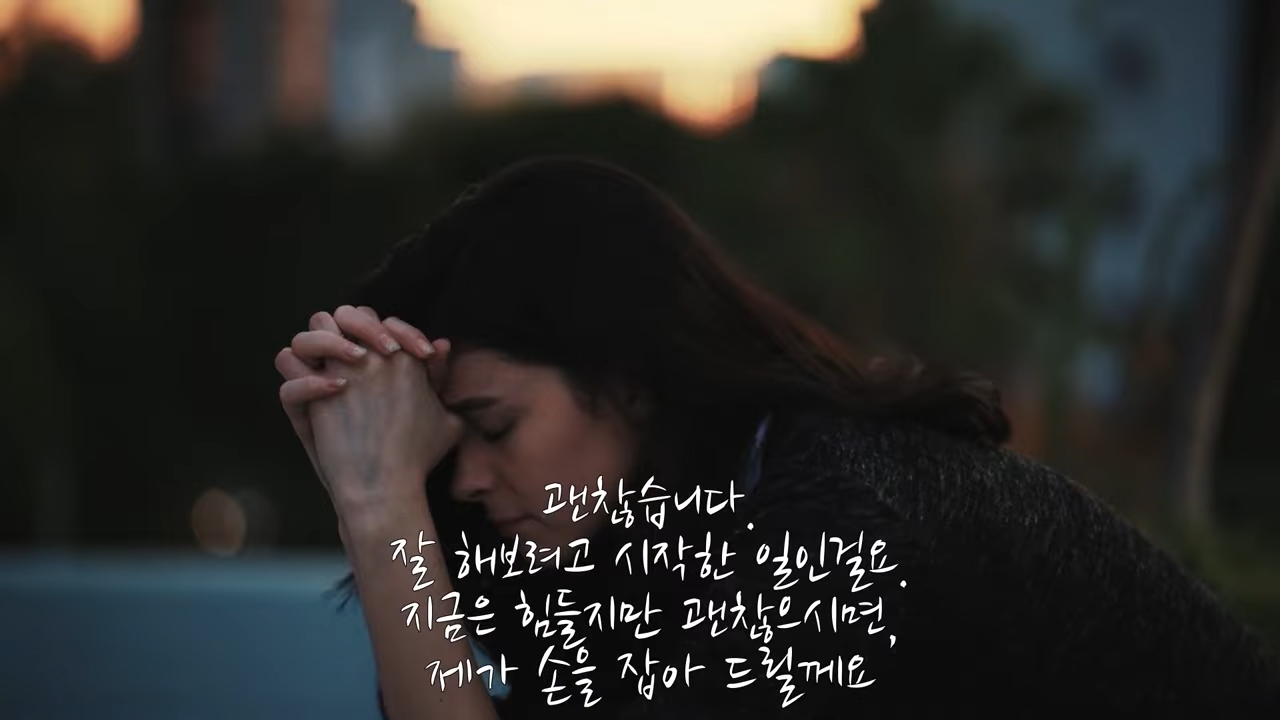 괜찮습니다.
잘 해보려고 시작한 일인걸요.
지금은 힘들지만 괜찮으시면,
제가 손을 잡아 드릴께요